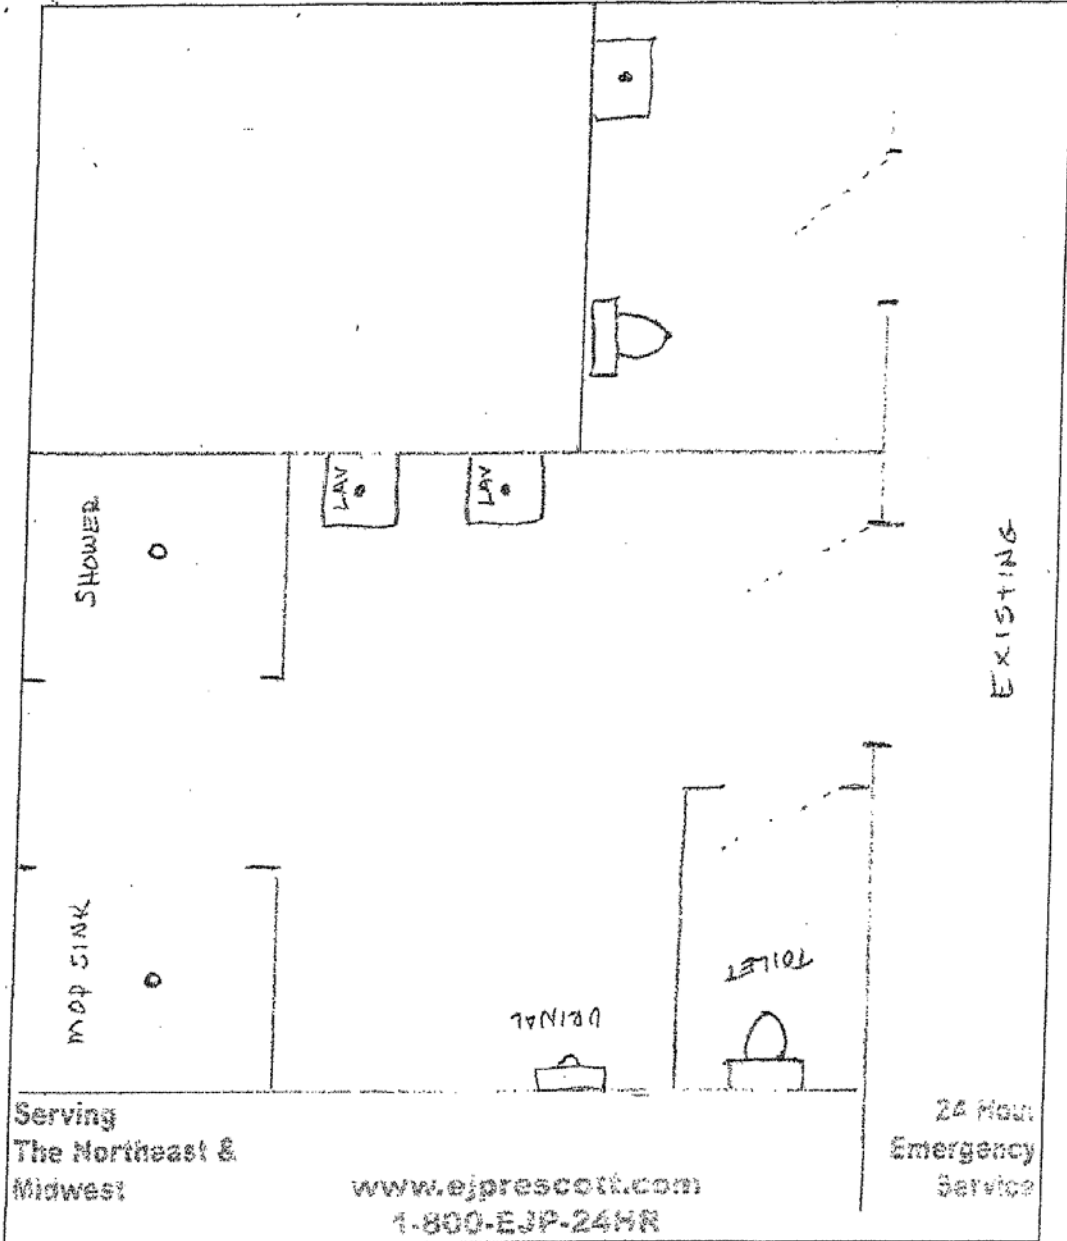 LAV
LAV
SHOWER
EXISTING
MOP SINK
TOILET
URINAL
Serving
The Northeast &
Midwest
www.ejprescott.com
1-800-EJP-24HR
24 Hour
Emergency
Service